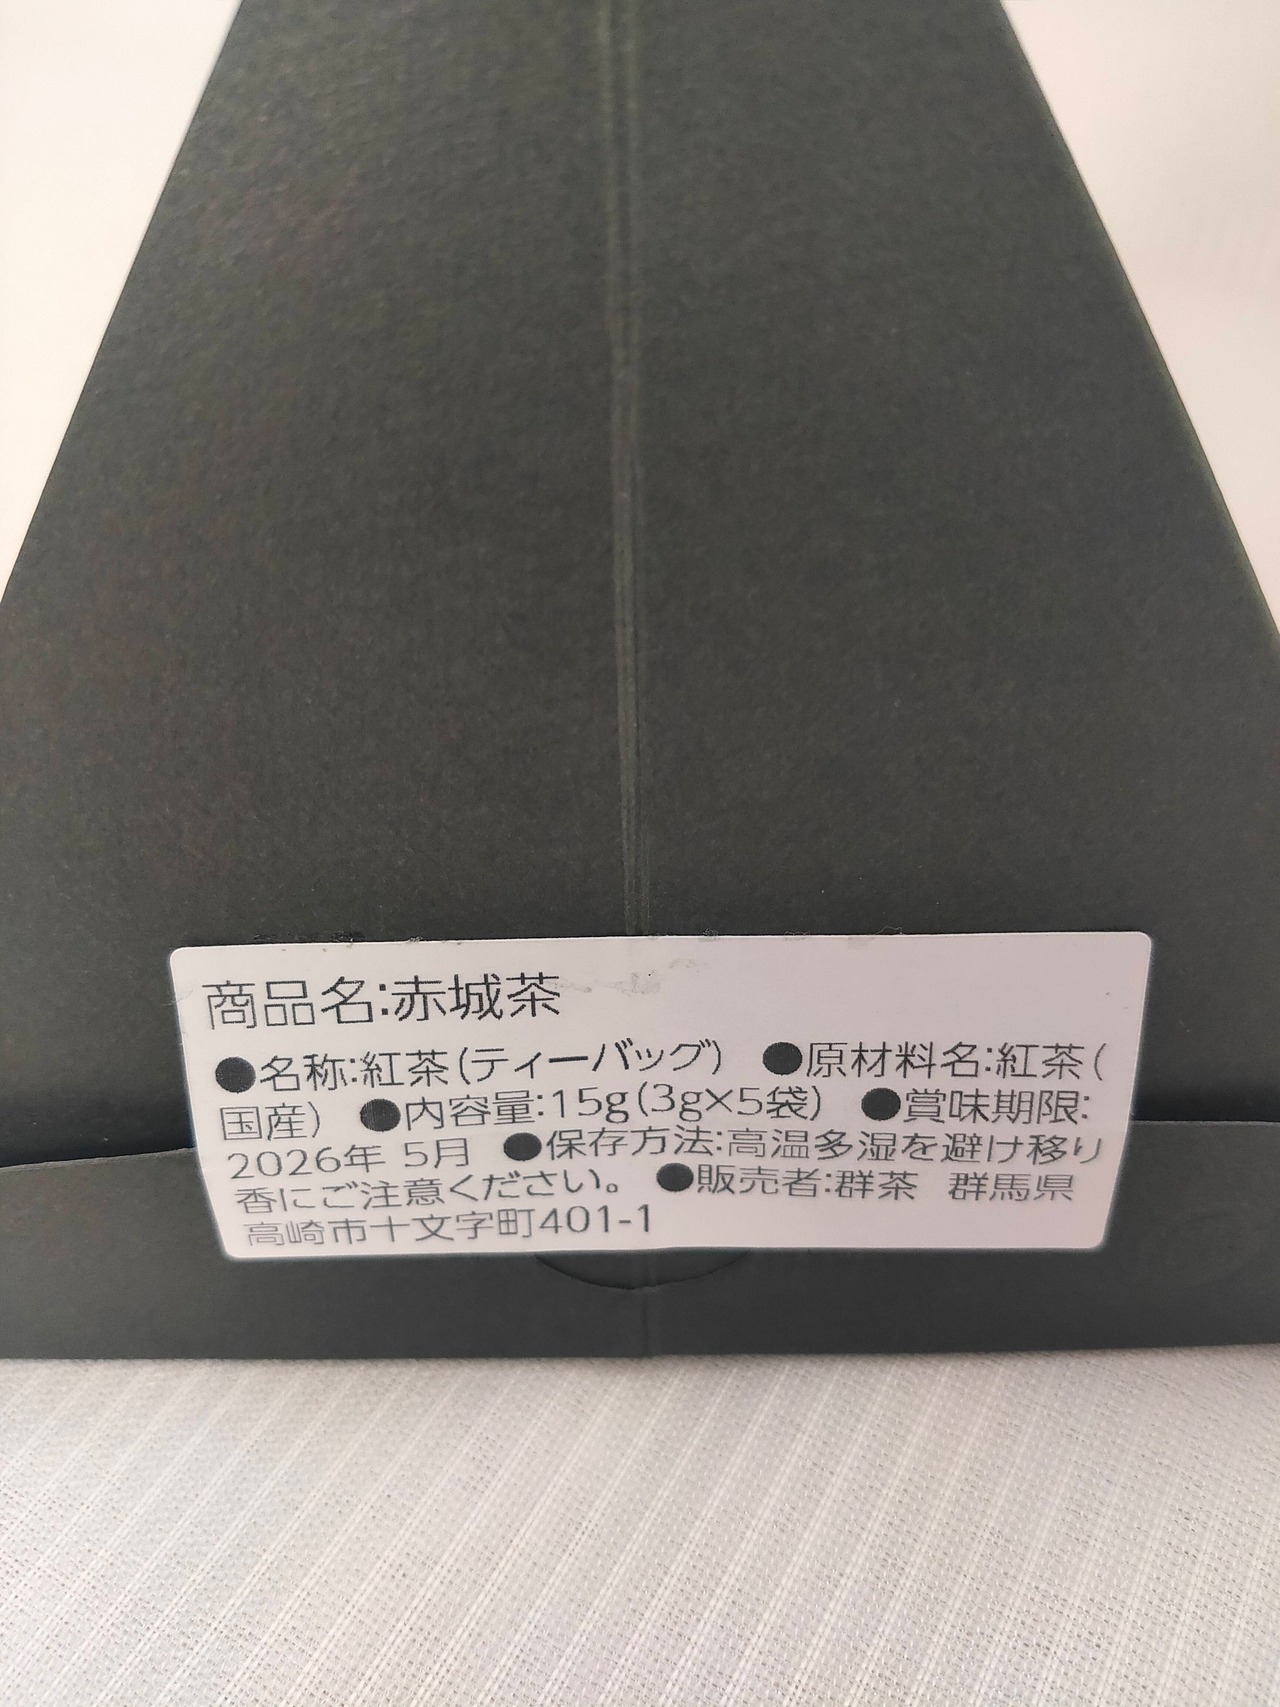 商品名:赤城茶
●名称:紅茶(ティーバッグ) ●原材料名:紅茶(
国産) ●内容量:15g(3g×5袋) ●賞味期限:
2026年 5月 ●保存方法:高温多湿を避け移り
香にご注意ください。 ●販売者:群茶 群馬県
高崎市十文字町401-1